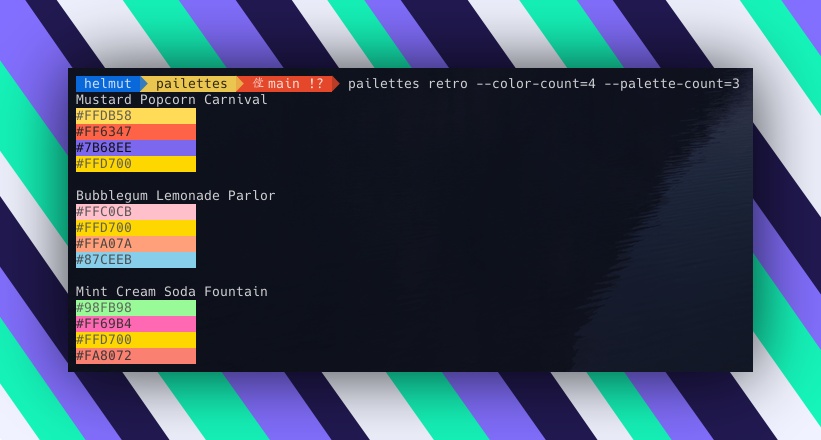 helmut pailettes main !? pailettes retro --color-count=4 --palette-count=3
Mustard Popcorn Carnival
#FFDB58
#FF6347
#7B68EE
#FFD700
Bubblegum Lemonade Parlor
#FFC0CB
#FFD700
#FFA07A
#87CEEB
Mint Cream Soda Fountain
#98FB98
#FF69B4
#FFD700
#FA8072